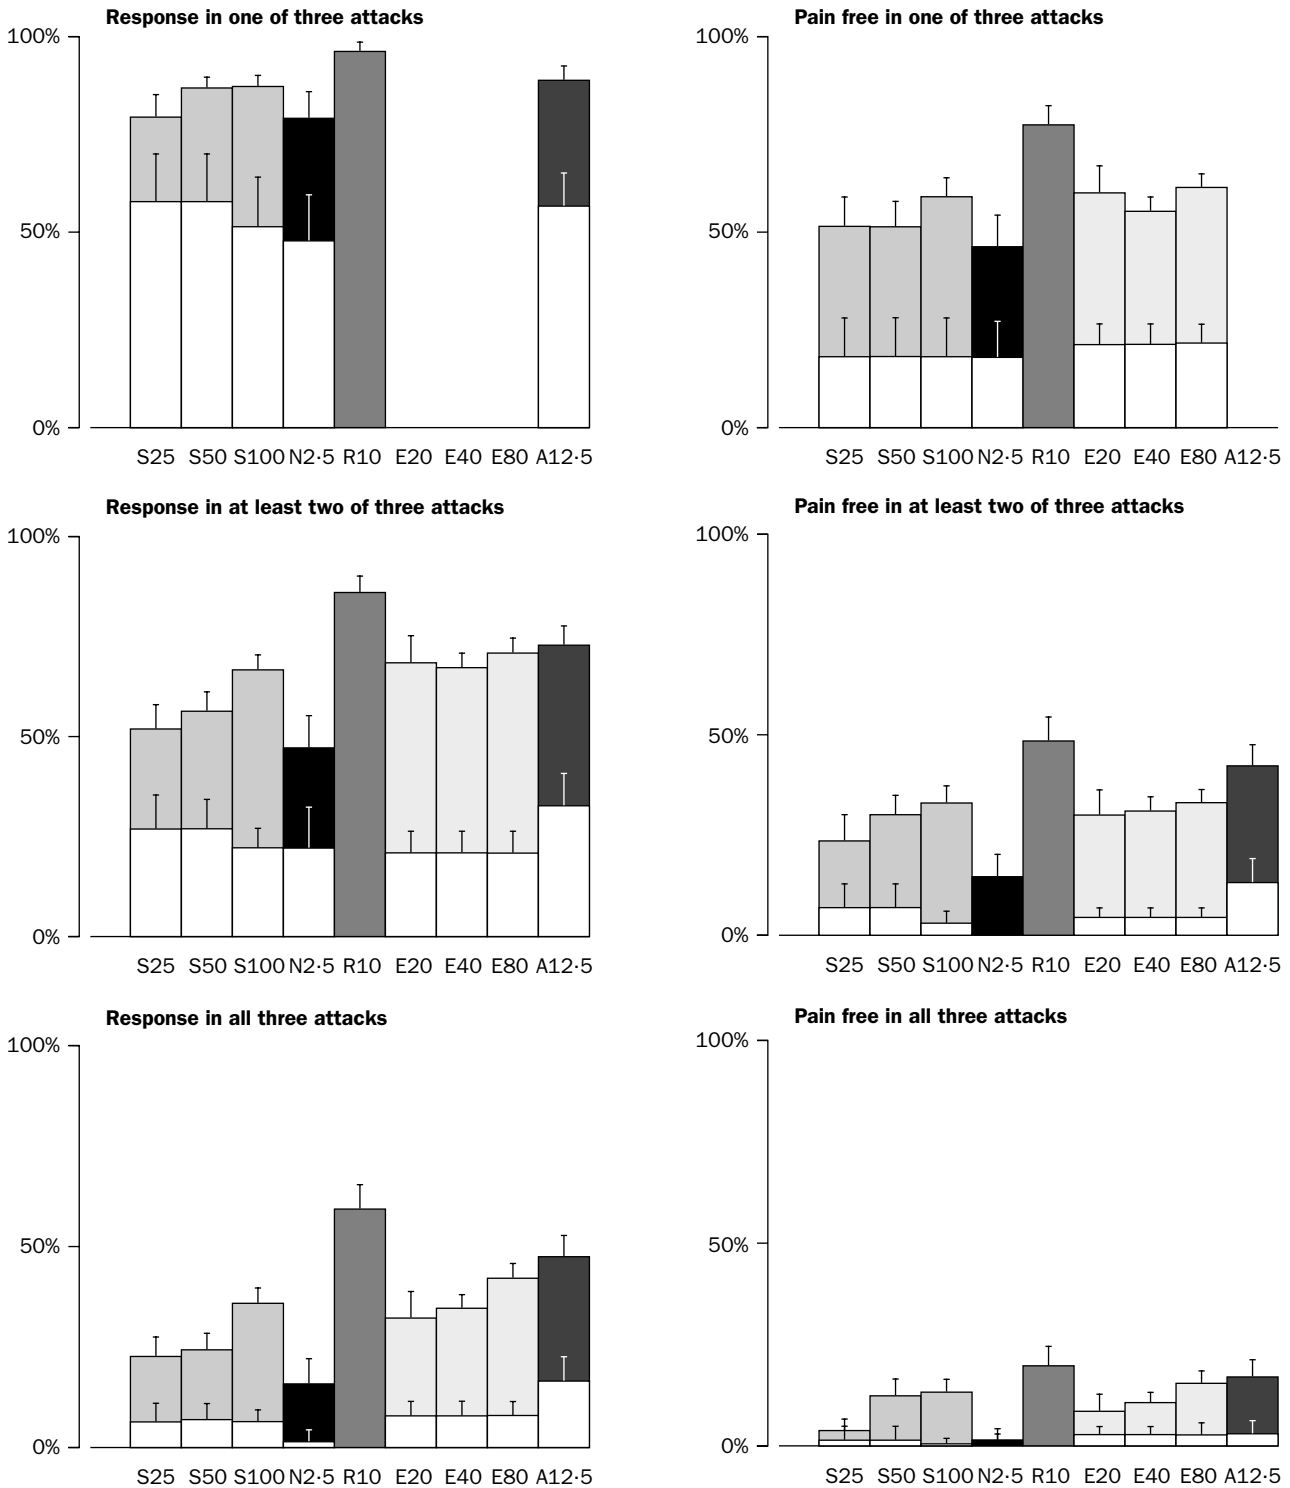 Response in one of three attacks
100%
50%
0%
S25 S50 S100 N2·5 R10 E20 E40 E80 A12·5
Pain free in one of three attacks
100%
50%
0%
S25 S50 S100 N2·5 R10 E20 E40 E80 A12·5
Response in at least two of three attacks
100%
50%
0%
S25 S50 S100 N2·5 R10 E20 E40 E80 A12·5
Pain free in at least two of three attacks
100%
50%
0%
S25 S50 S100 N2·5 R10 E20 E40 E80 A12·5
Response in all three attacks
100%
50%
0%
S25 S50 S100 N2·5 R10 E20 E40 E80 A12·5
Pain free in all three attacks
100%
50%
0%
S25 S50 S100 N2·5 R10 E20 E40 E80 A12·5